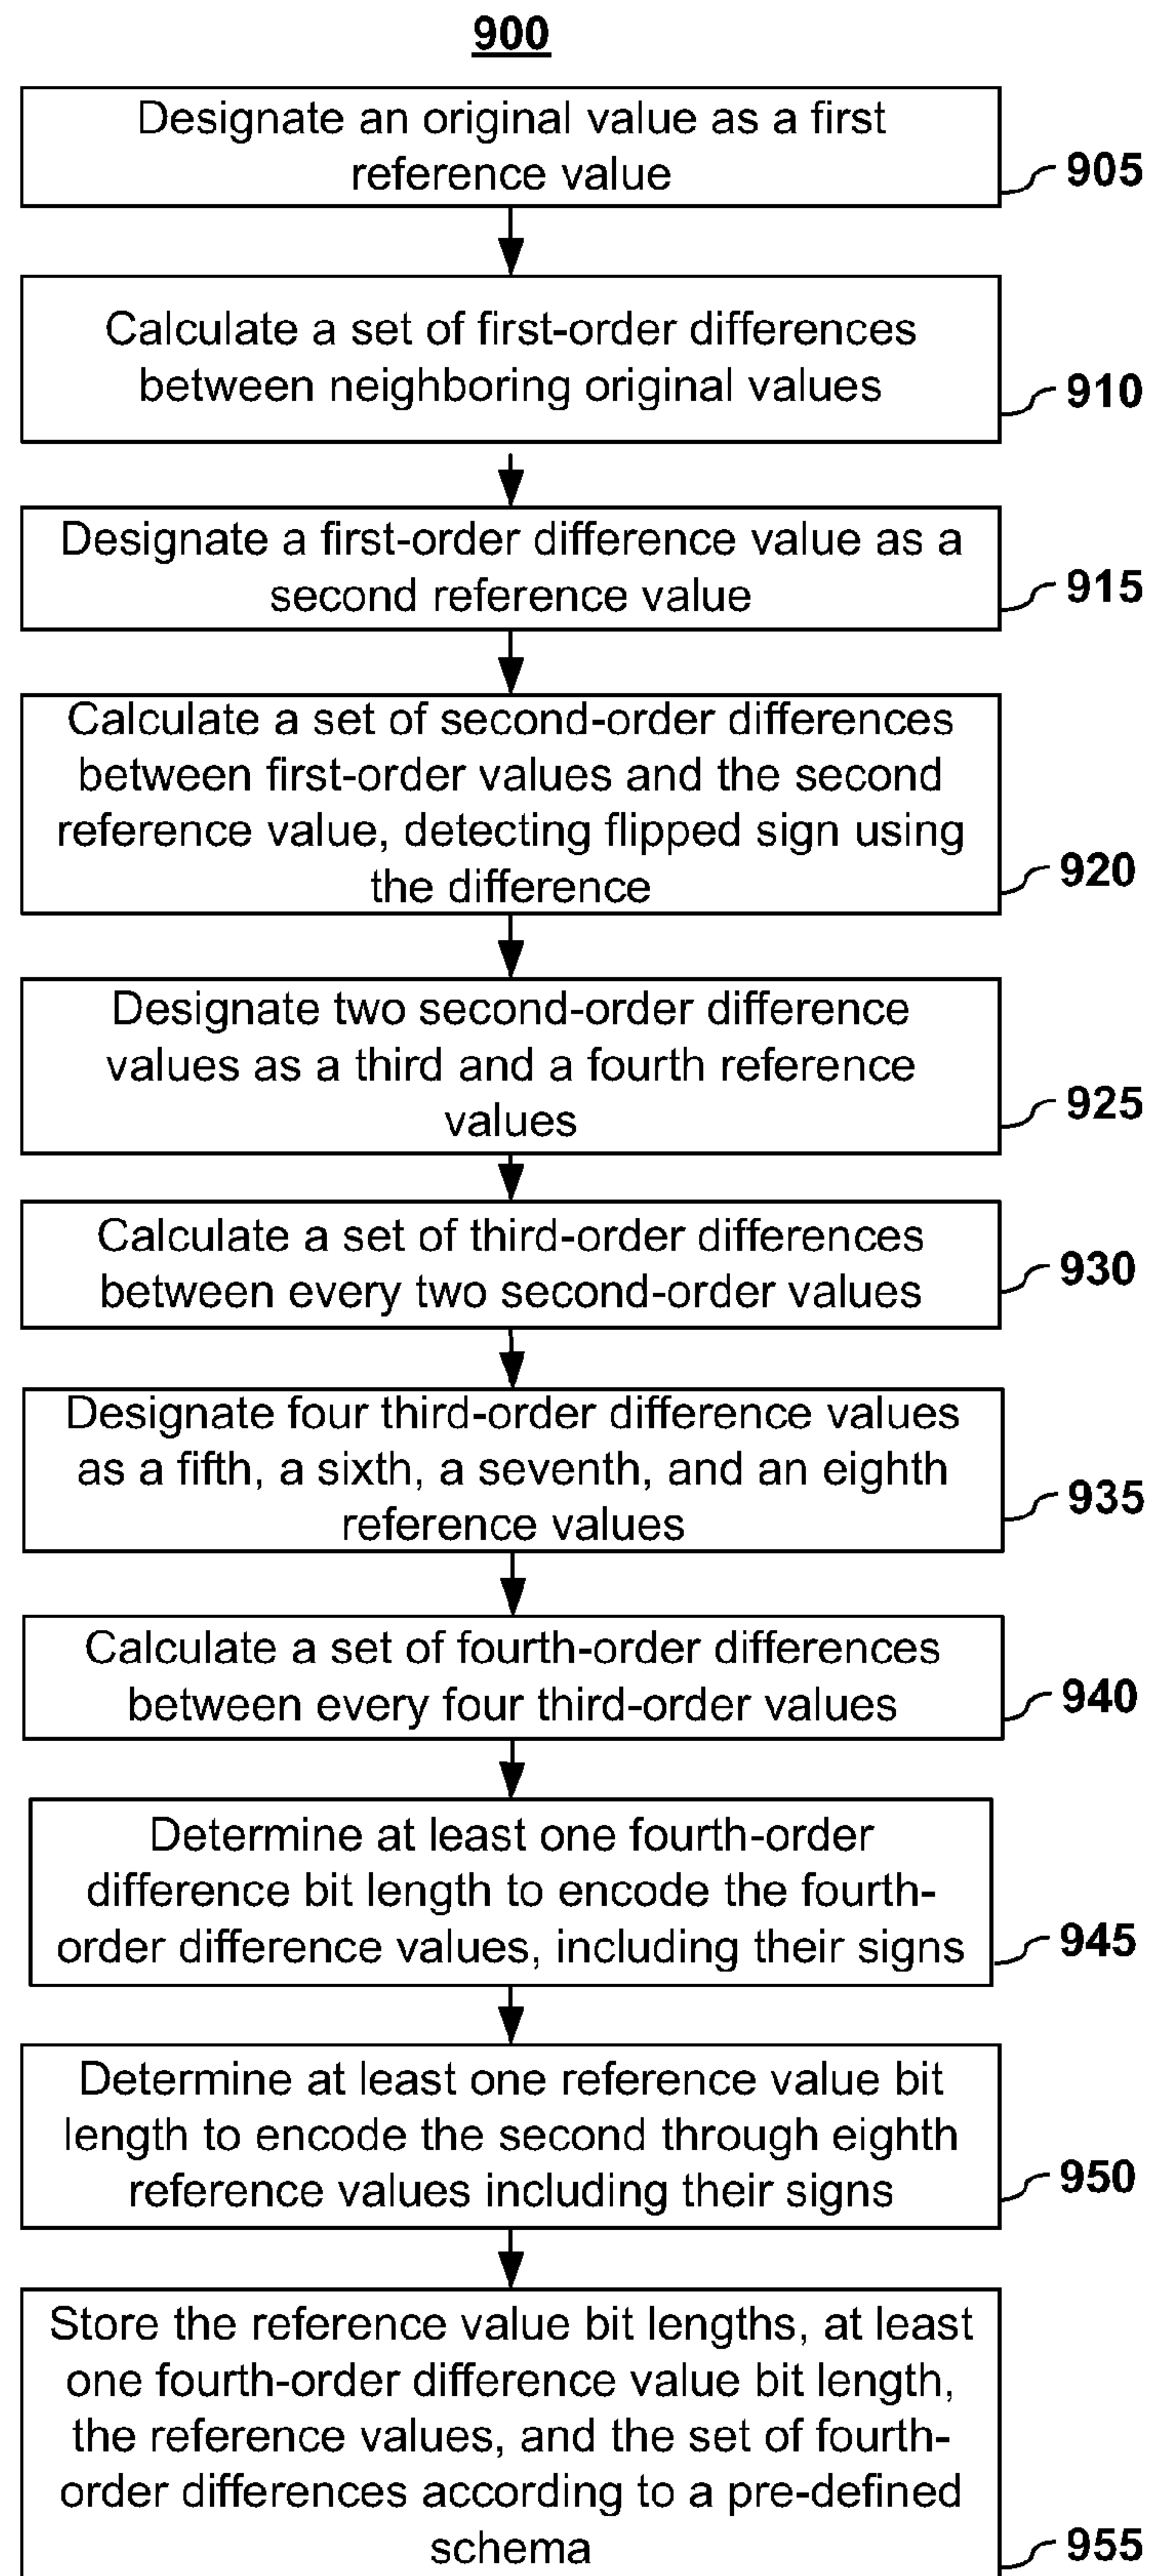 900
Designate an original value as a first
reference value
905
Calculate a set of first-order differences
between neighboring original values
910
Designate a first-order difference value as a
second reference value
915
Calculate a set of second-order differences
between first-order values and the second
reference value, detecting flipped sign using
the difference
920
Designate two second-order difference
values as a third and a fourth reference
values
925
Calculate a set of third-order differences
between every two second-order values
930
Designate four third-order difference values
as a fifth, a sixth, a seventh, and an eighth
reference values
935
Calculate a set of fourth-order differences
between every four third-order values
940
Determine at least one fourth-order
difference bit length to encode the fourth-
order difference values, including their signs
945
Determine at least one reference value bit
length to encode the second through eighth
reference values including their signs
950
Store the reference value bit lengths, at least
one fourth-order difference value bit length,
the reference values, and the set of fourth-
order differences according to a pre-defined
schema
955